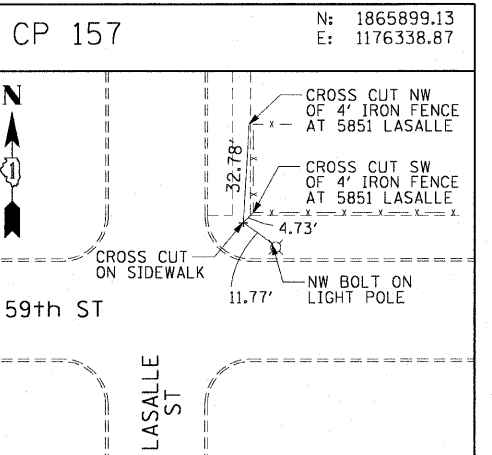 CP 157
N: 1865899.13
E: 1176338.87
N
1
CROSS CUT NW
OF 4' IRON FENCE
AT 5851 LASALLE
32.78'
CROSS CUT SW
OF 4' IRON FENCE
AT 5851 LASALLE
4.73'
CROSS CUT
ON SIDEWALK
11.77'
NW BOLT ON
LIGHT POLE
59th ST
LASALLE
ST